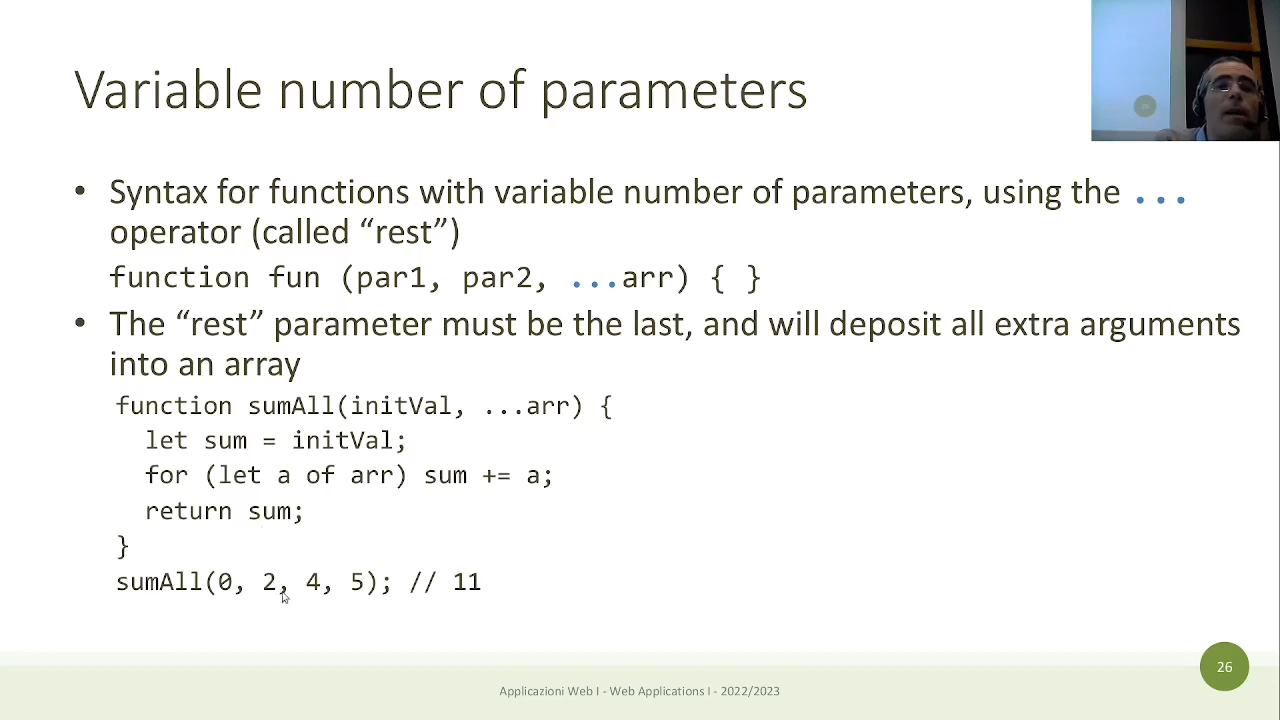 Variable number of parameters
• Syntax for functions with variable number of parameters, using the ...
operator (called “rest”)
function fun (par1, par2, ...arr) { }
• The “rest” parameter must be the last, and will deposit all extra arguments
into an array
function sumAll(initVal, ...arr) {
let sum = initVal;
for (let a of arr) sum += a;
return sum;
}
sumAll(0, 2, 4, 5); // 11
26
Applicazioni Web I - Web Applications I - 2022/2023